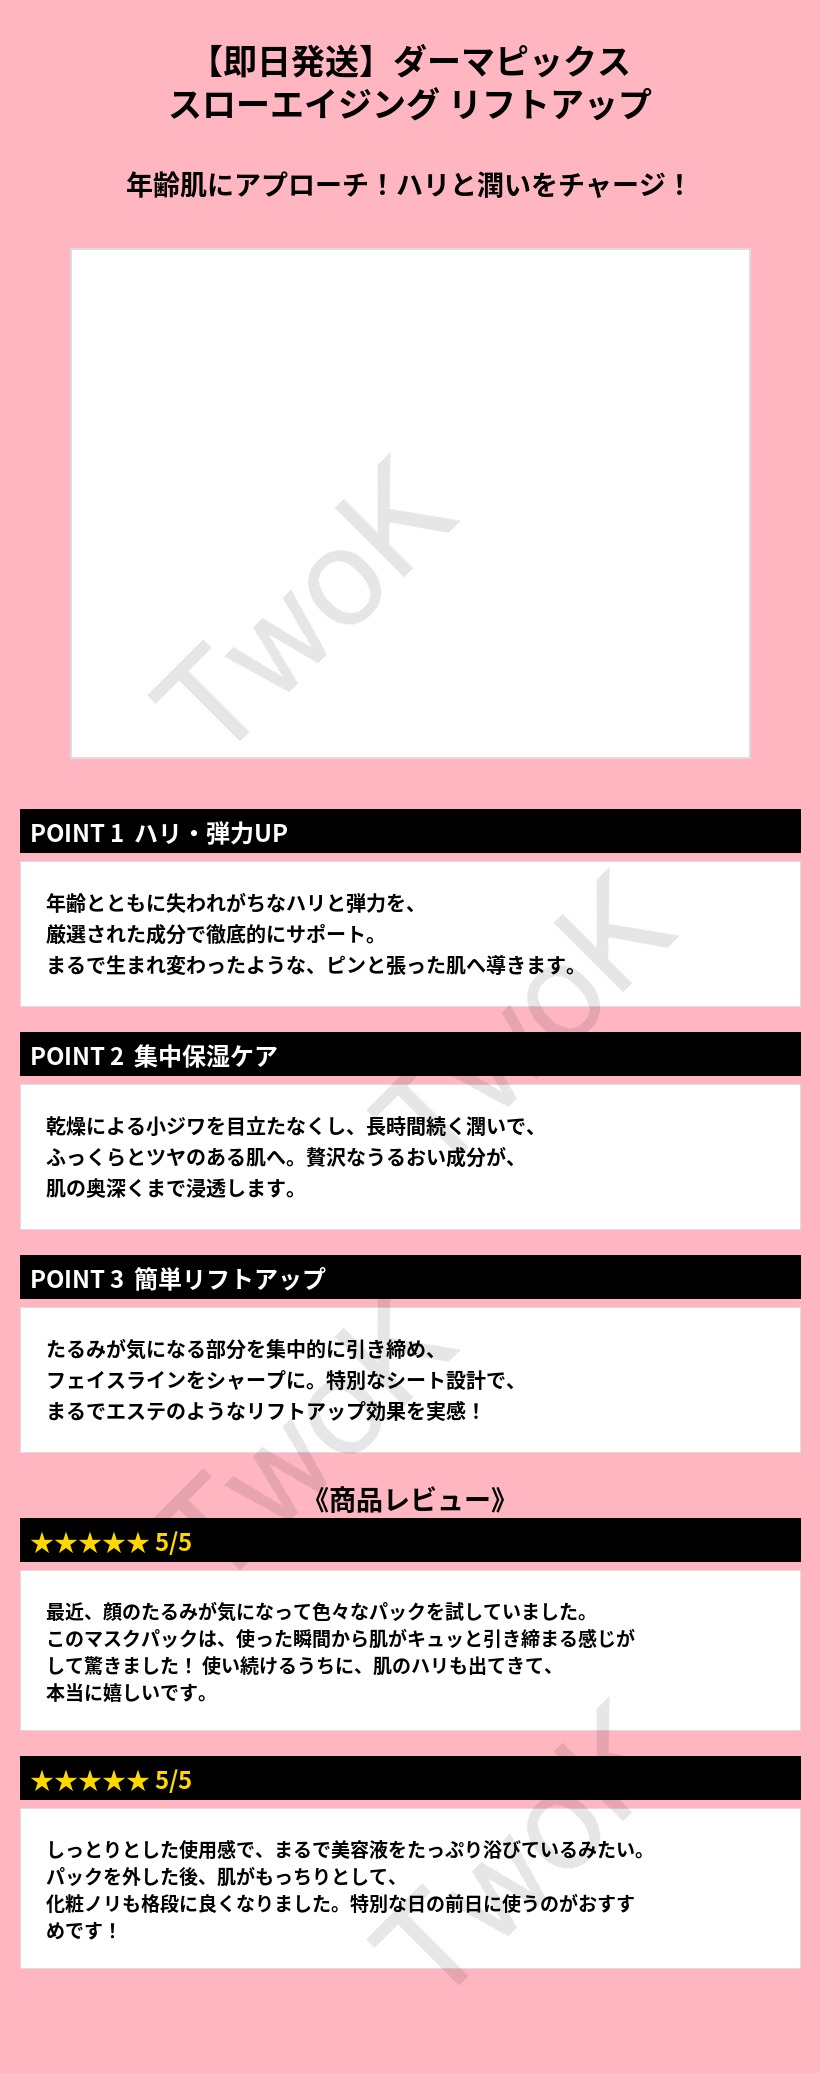 【即日発送】ダーマピックス
スローエイジング リフトアップ
年齢肌にアプローチ！ハリと潤いをチャージ！
TwoK
POINT 1 ハリ・弾力UP
年齢とともに失われがちなハリと弾力を、
厳選された成分で徹底的にサポート。
まるで生まれ変わったような、ピンと張った肌へ導きます。
TwoK
POINT 2 集中保湿ケア
乾燥による小ジワを目立たなくし、長時間続く潤いで、
ふっくらとツヤのある肌へ。贅沢なうるおい成分が、
肌の奥深くまで浸透します。
POINT 3 簡単リフトアップ
たるみが気になる部分を集中的に引き締め、
フェイスラインをシャープに。特別なシート設計で、
まるでエステのようなリフトアップ効果を実感！
TwoK
《商品レビュー》
★★★★★ 5/5
最近、顔のたるみが気になって色々なパックを試していました。
このマスクパックは、使った瞬間から肌がキュッと引き締まる感じが
して驚きました！ 使い続けるうちに、肌のハリも出てきて、
本当に嬉しいです。
★★★★★ 5/5
しっとりとした使用感で、まるで美容液をたっぷり浴びているみたい。
パックを外した後、肌がもっちりとして、
化粧ノリも格段に良くなりました。特別な日の前日に使うのがおすす
めです！
TwoK